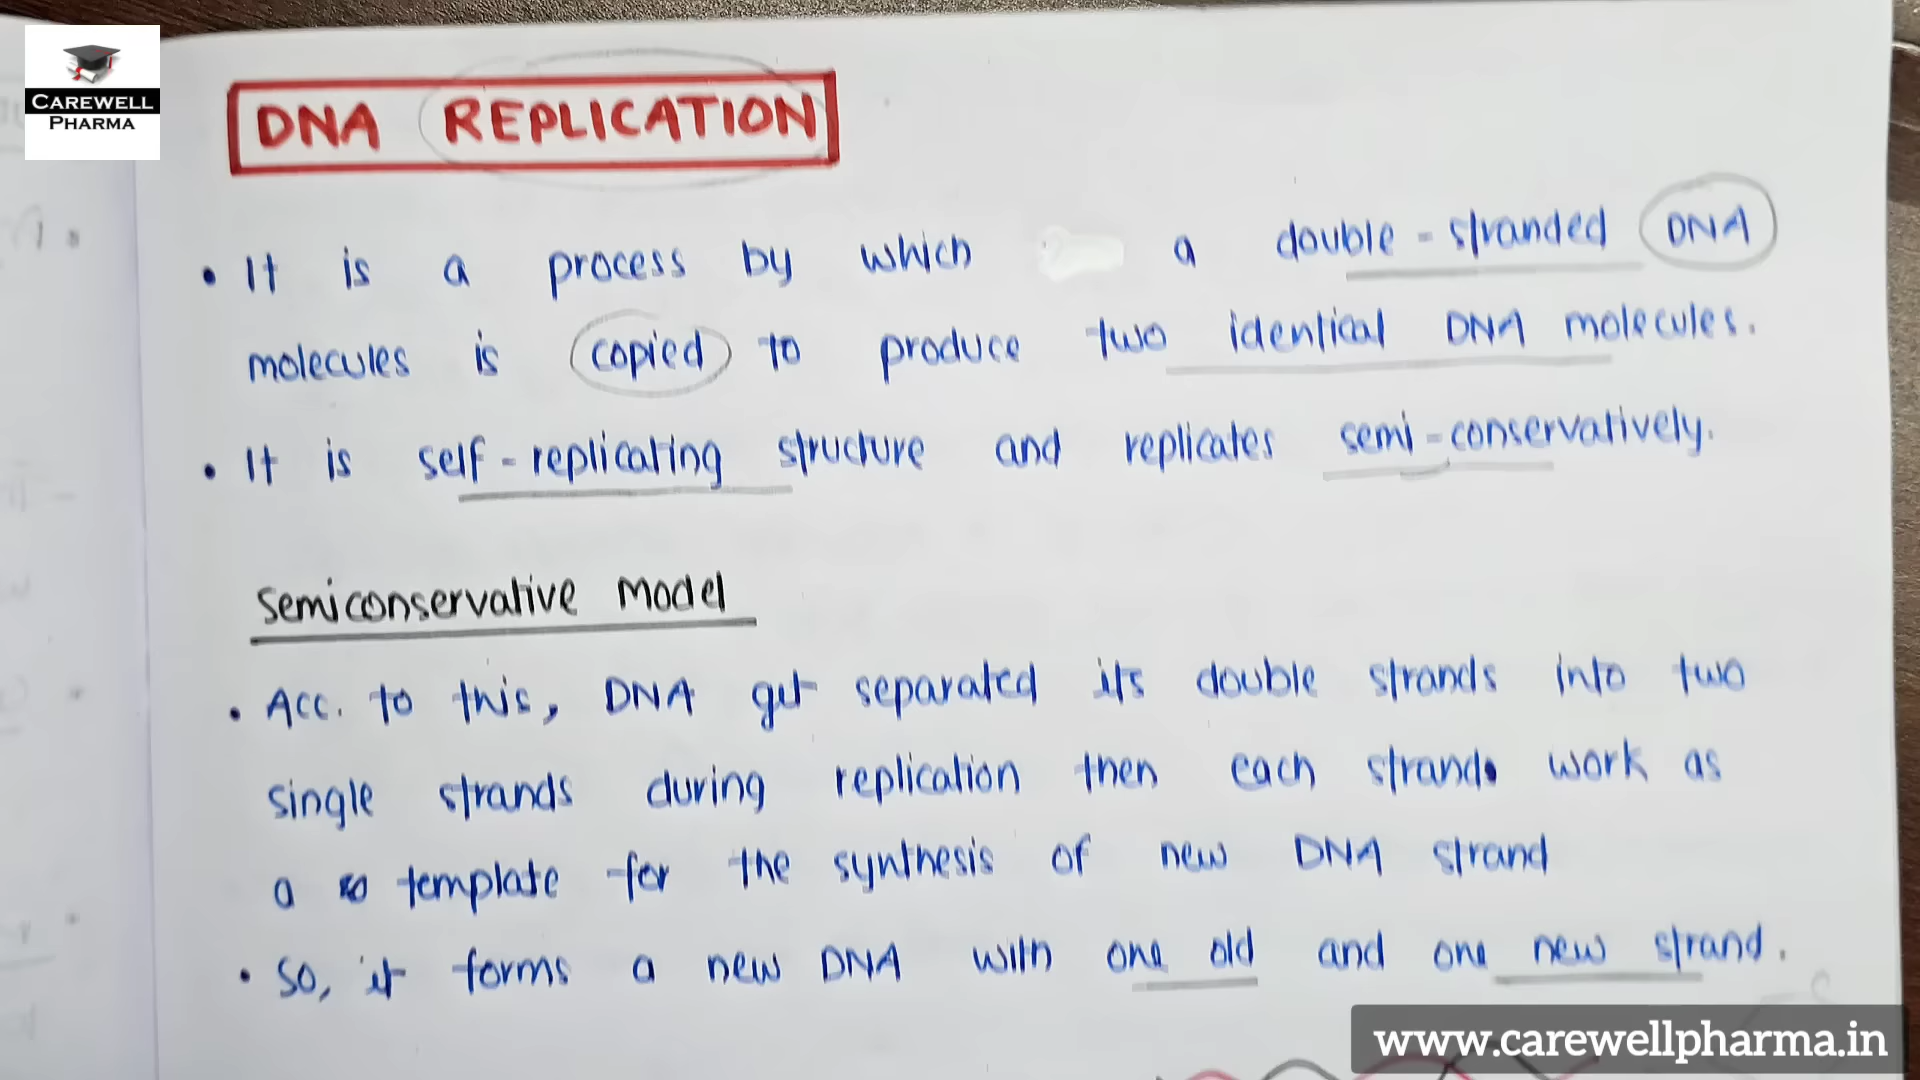 CAREWELL
PHARMA
DNA REPLICATION
• It is a process by which a double-stranded DNA
molecules is copied to produce two identical DNA molecules.
• It is self-replicating structure and replicates semi-conservatively.
Semiconservative Model
• Acc. to this, DNA get separated its double strands into two
single strands during replication then each strand work as
a template for the synthesis of new DNA strand
• So, it forms a new DNA with one old and one new strand.
www.carewellpharma.in